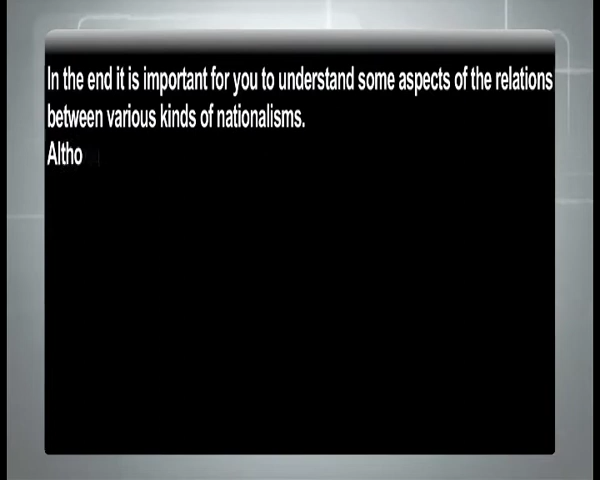 In the end it is important for you to understand some aspects of the relations
between various kinds of nationalisms.
Altho